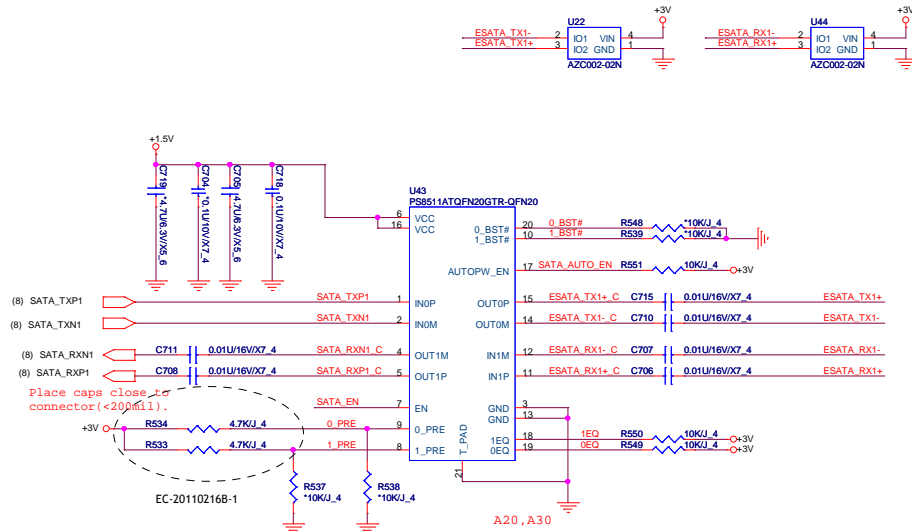 U22
+3V
ESATA_TX1- 2 IO1 VIN 4
ESATA_TX1+ 3 IO2 GND 1
AZC002-02N
U44
+3V
ESATA_RX1- 2 IO1 VIN 4
ESATA_RX1+ 3 IO2 GND 1
AZC002-02N
+1.5V
C719 *4.7U/6.3V/X5_6
C704 *0.1U/10V/X7_4
C705 4.7U/6.3V/X5_6
C718 0.1U/10V/X7_4
U43
PS8511ATQFN20GTR-QFN20
6 VCC
16 VCC
0_BST# 20 0_BST# R548 *10K/J_4
1_BST# 10 1_BST# R539 *10K/J_4
AUTOPW_EN 17 SATA_AUTO_EN R551 10K/J_4 +3V
(8) SATA_TXP1 SATA_TXP1 1 IN0P
OUT0P 15 ESATA_TX1+_C C715 0.01U/16V/X7_4 ESATA_TX1+
(8) SATA_TXN1 SATA_TXN1 2 IN0M
OUT0M 14 ESATA_TX1-_C C710 0.01U/16V/X7_4 ESATA_TX1-
(8) SATA_RXN1 C711 0.01U/16V/X7_4 SATA_RXN1_C 4 OUT1M
IN1M 12 ESATA_RX1-_C C707 0.01U/16V/X7_4 ESATA_RX1-
(8) SATA_RXP1 C708 0.01U/16V/X7_4 SATA_RXP1_C 5 OUT1P
IN1P 11 ESATA_RX1+_C C706 0.01U/16V/X7_4 ESATA_RX1+
Place caps close to
connector(<200mil).
SATA_EN 7 EN
GND 3
GND 13
+3V R534 4.7K/J_4 0_PRE 9 0_PRE
R533 4.7K/J_4 1_PRE 8 1_PRE
T_PAD 21
1EQ 18 1EQ R550 10K/J_4 +3V
0EQ 19 0EQ R549 10K/J_4 +3V
R537 *10K/J_4
R538 *10K/J_4
EC-20110216B-1
A20,A30